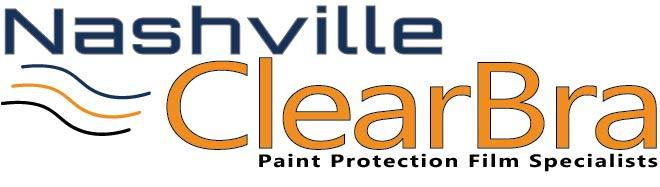 Nashville
ClearBra
Paint Protection Film Specialists